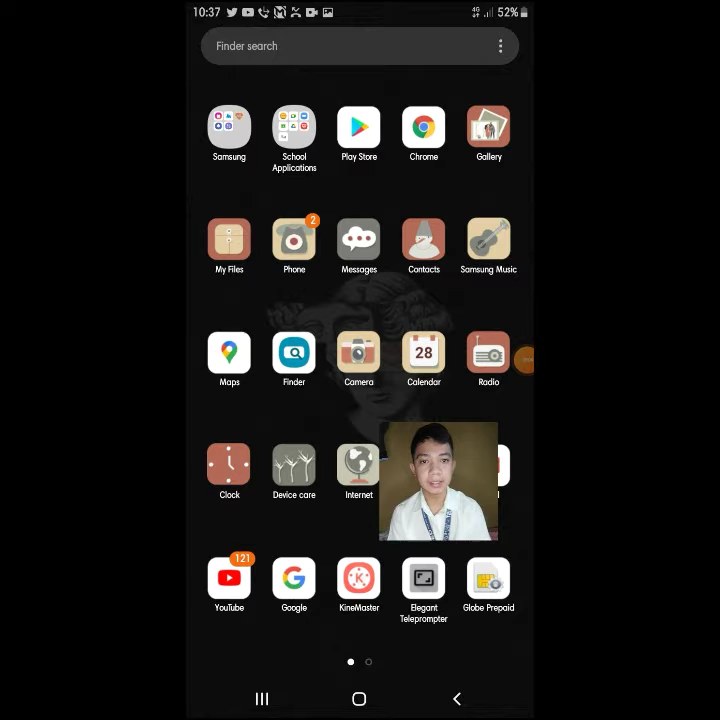 10:37
4G
52%
Finder search
Samsung
School
Applications
Play Store
Chrome
Gallery
My Files
2
Phone
Messages
Contacts
Samsung Music
Maps
Finder
Camera
28
Calendar
Radio
Clock
Device care
Internet
121
YouTube
Google
K
KineMaster
Elegant
Teleprompter
Globe Prepaid